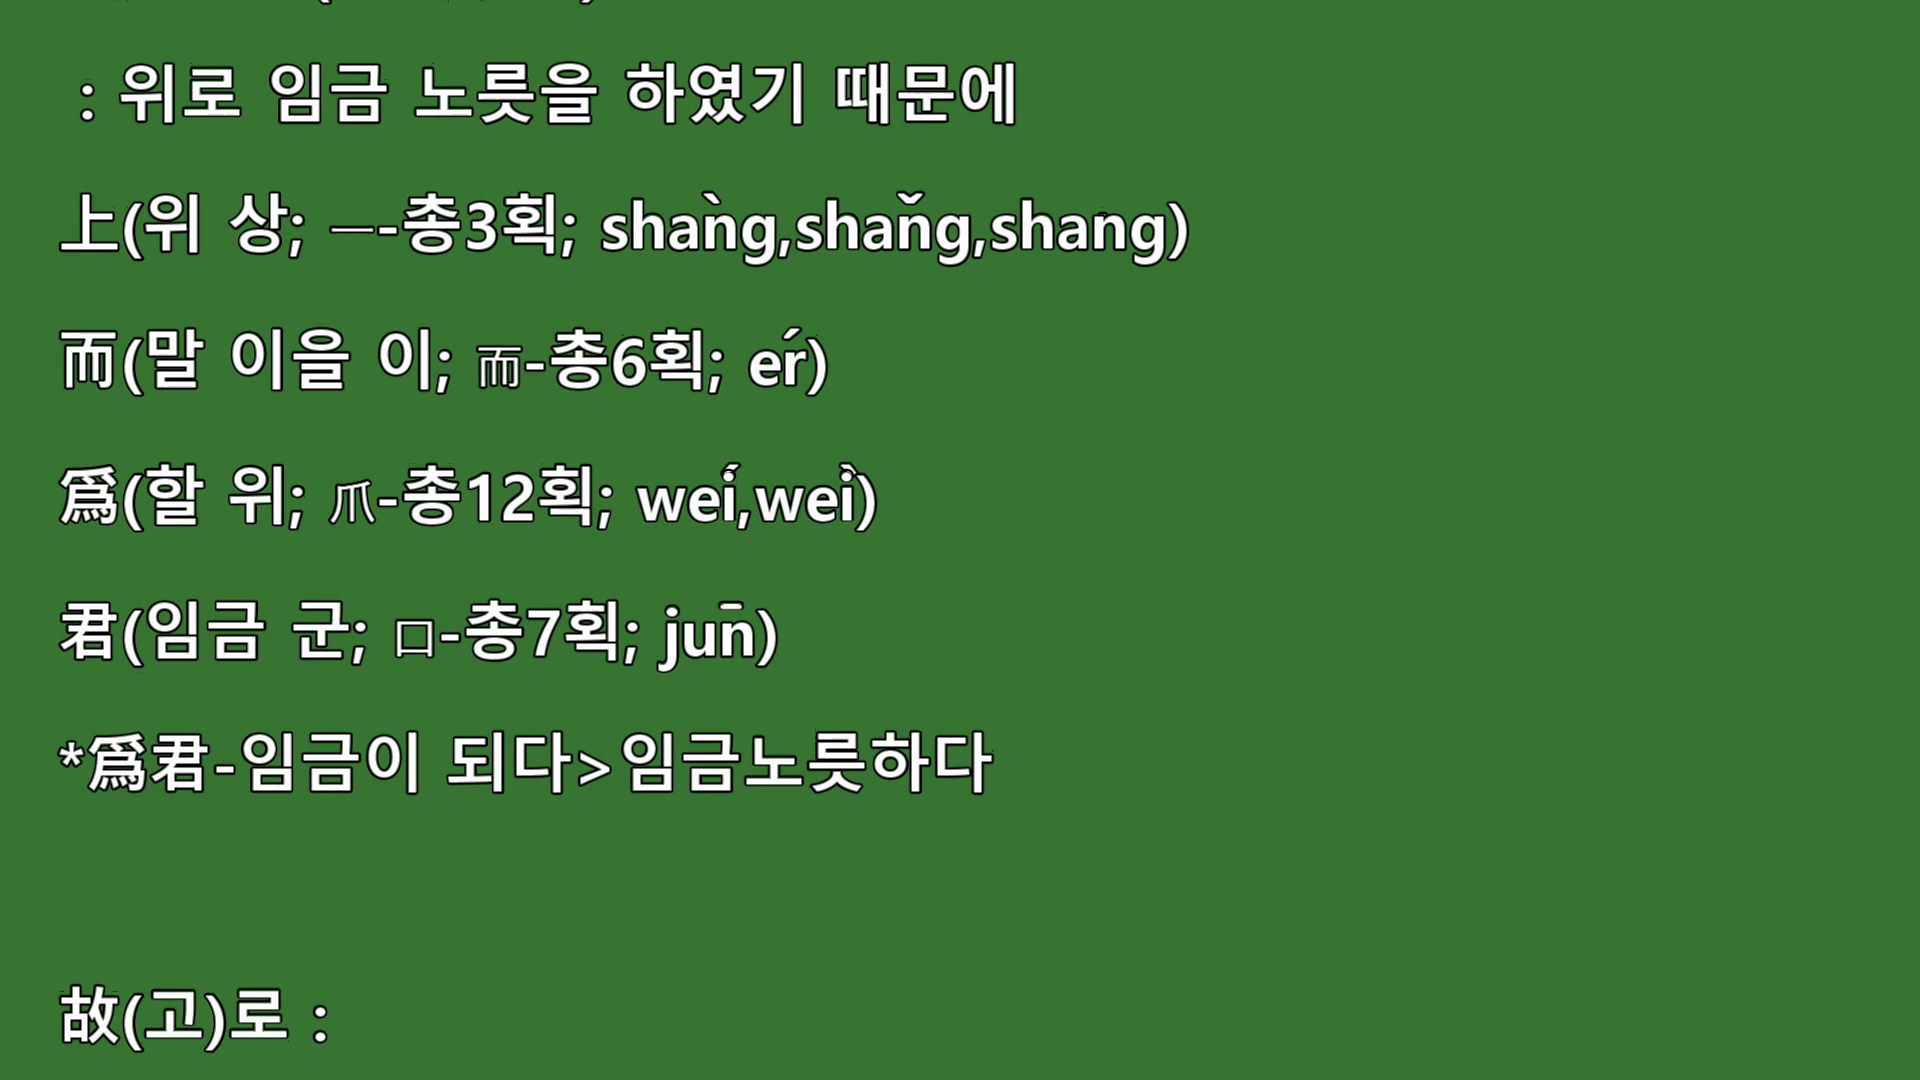 : 위로 임금 노릇을 하였기 때문에
上(위 상; 一-총3획; shàng,shǎng,shang)
而(말 이을 이; 而-총6획; ér)
爲(할 위; 爪-총12획; wéi,wèi)
君(임금 군; 口-총7획; jūn)
*爲君-임금이 되다>임금노릇하다
故(고)로 :